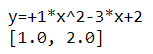 y=+1*x^2-3*x+2
[1.0, 2.0]